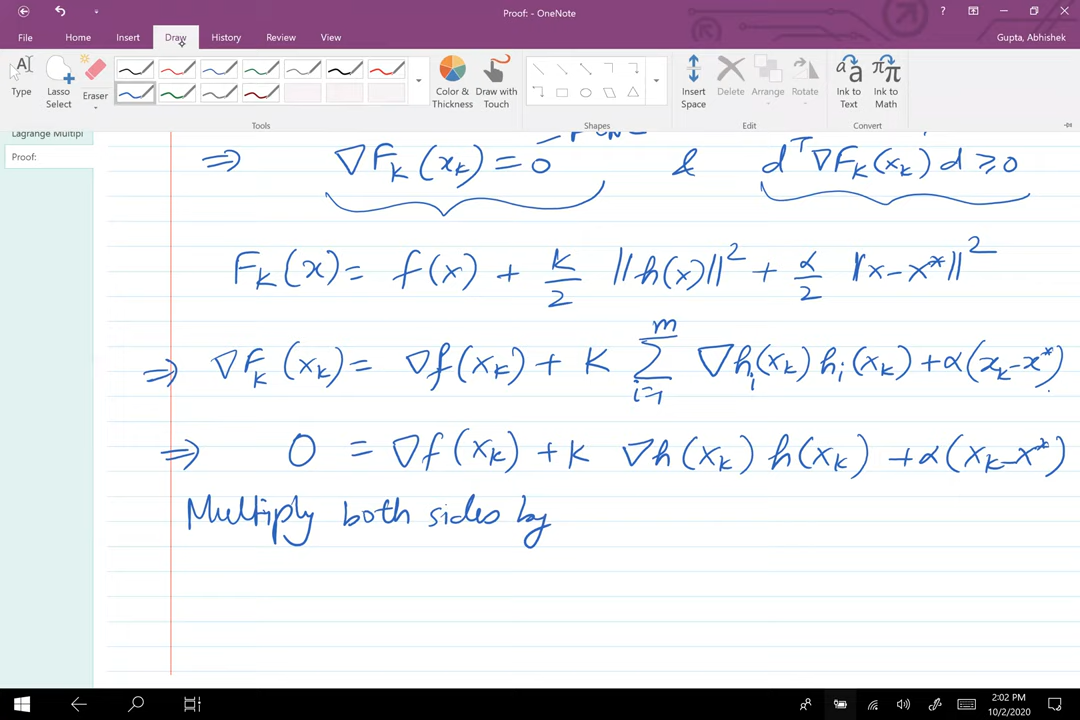 Proof: - OneNote
File Home Insert Draw History Review View
Gupta, Abhishek
Type Lasso Select Eraser
Color & Thickness
Draw with Touch
Insert Space
Delete Arrange Rotate
Ink to Text
Ink to Math
Tools Shapes Edit Convert
Lagrange Multipl
Proof:
⇒ ∇F_k(x_k) = 0 & d^T ∇F_k(x_k) d ⩾ 0
F_k(x) = f(x) + k/2 ||h(x)||^2 + α/2 ||x - x*||^2
⇒ ∇F_k(x_k) = ∇f(x_k) + K Σ_{i=1}^{m} ∇h_i(x_k) h_i(x_k) + α(x_k - x*)
⇒ 0 = ∇f(x_k) + K ∇h(x_k) h(x_k) + α(x_k - x*)
Multiply both sides by
2:02 PM
10/2/2020